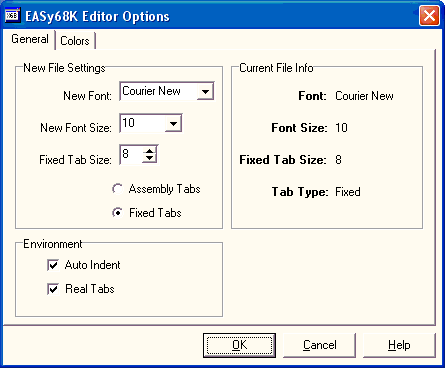 EASy68K Editor Options
General
Colors
New File Settings
New Font: Courier New
New Font Size: 10
Fixed Tab Size: 8
Assembly Tabs
Fixed Tabs
Current File Info
Font: Courier New
Font Size: 10
Fixed Tab Size: 8
Tab Type: Fixed
Environment
Auto Indent
Real Tabs
OK
Cancel
Help